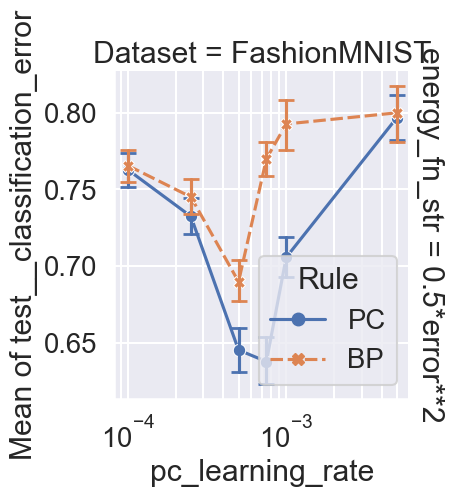 Dataset = FashionMNIST
Mean of test__classification_error
0.80
0.75
0.70
0.65
energy_fn_str = 0.5*error**2
Rule
PC
BP
10⁻⁴
10⁻³
pc_learning_rate